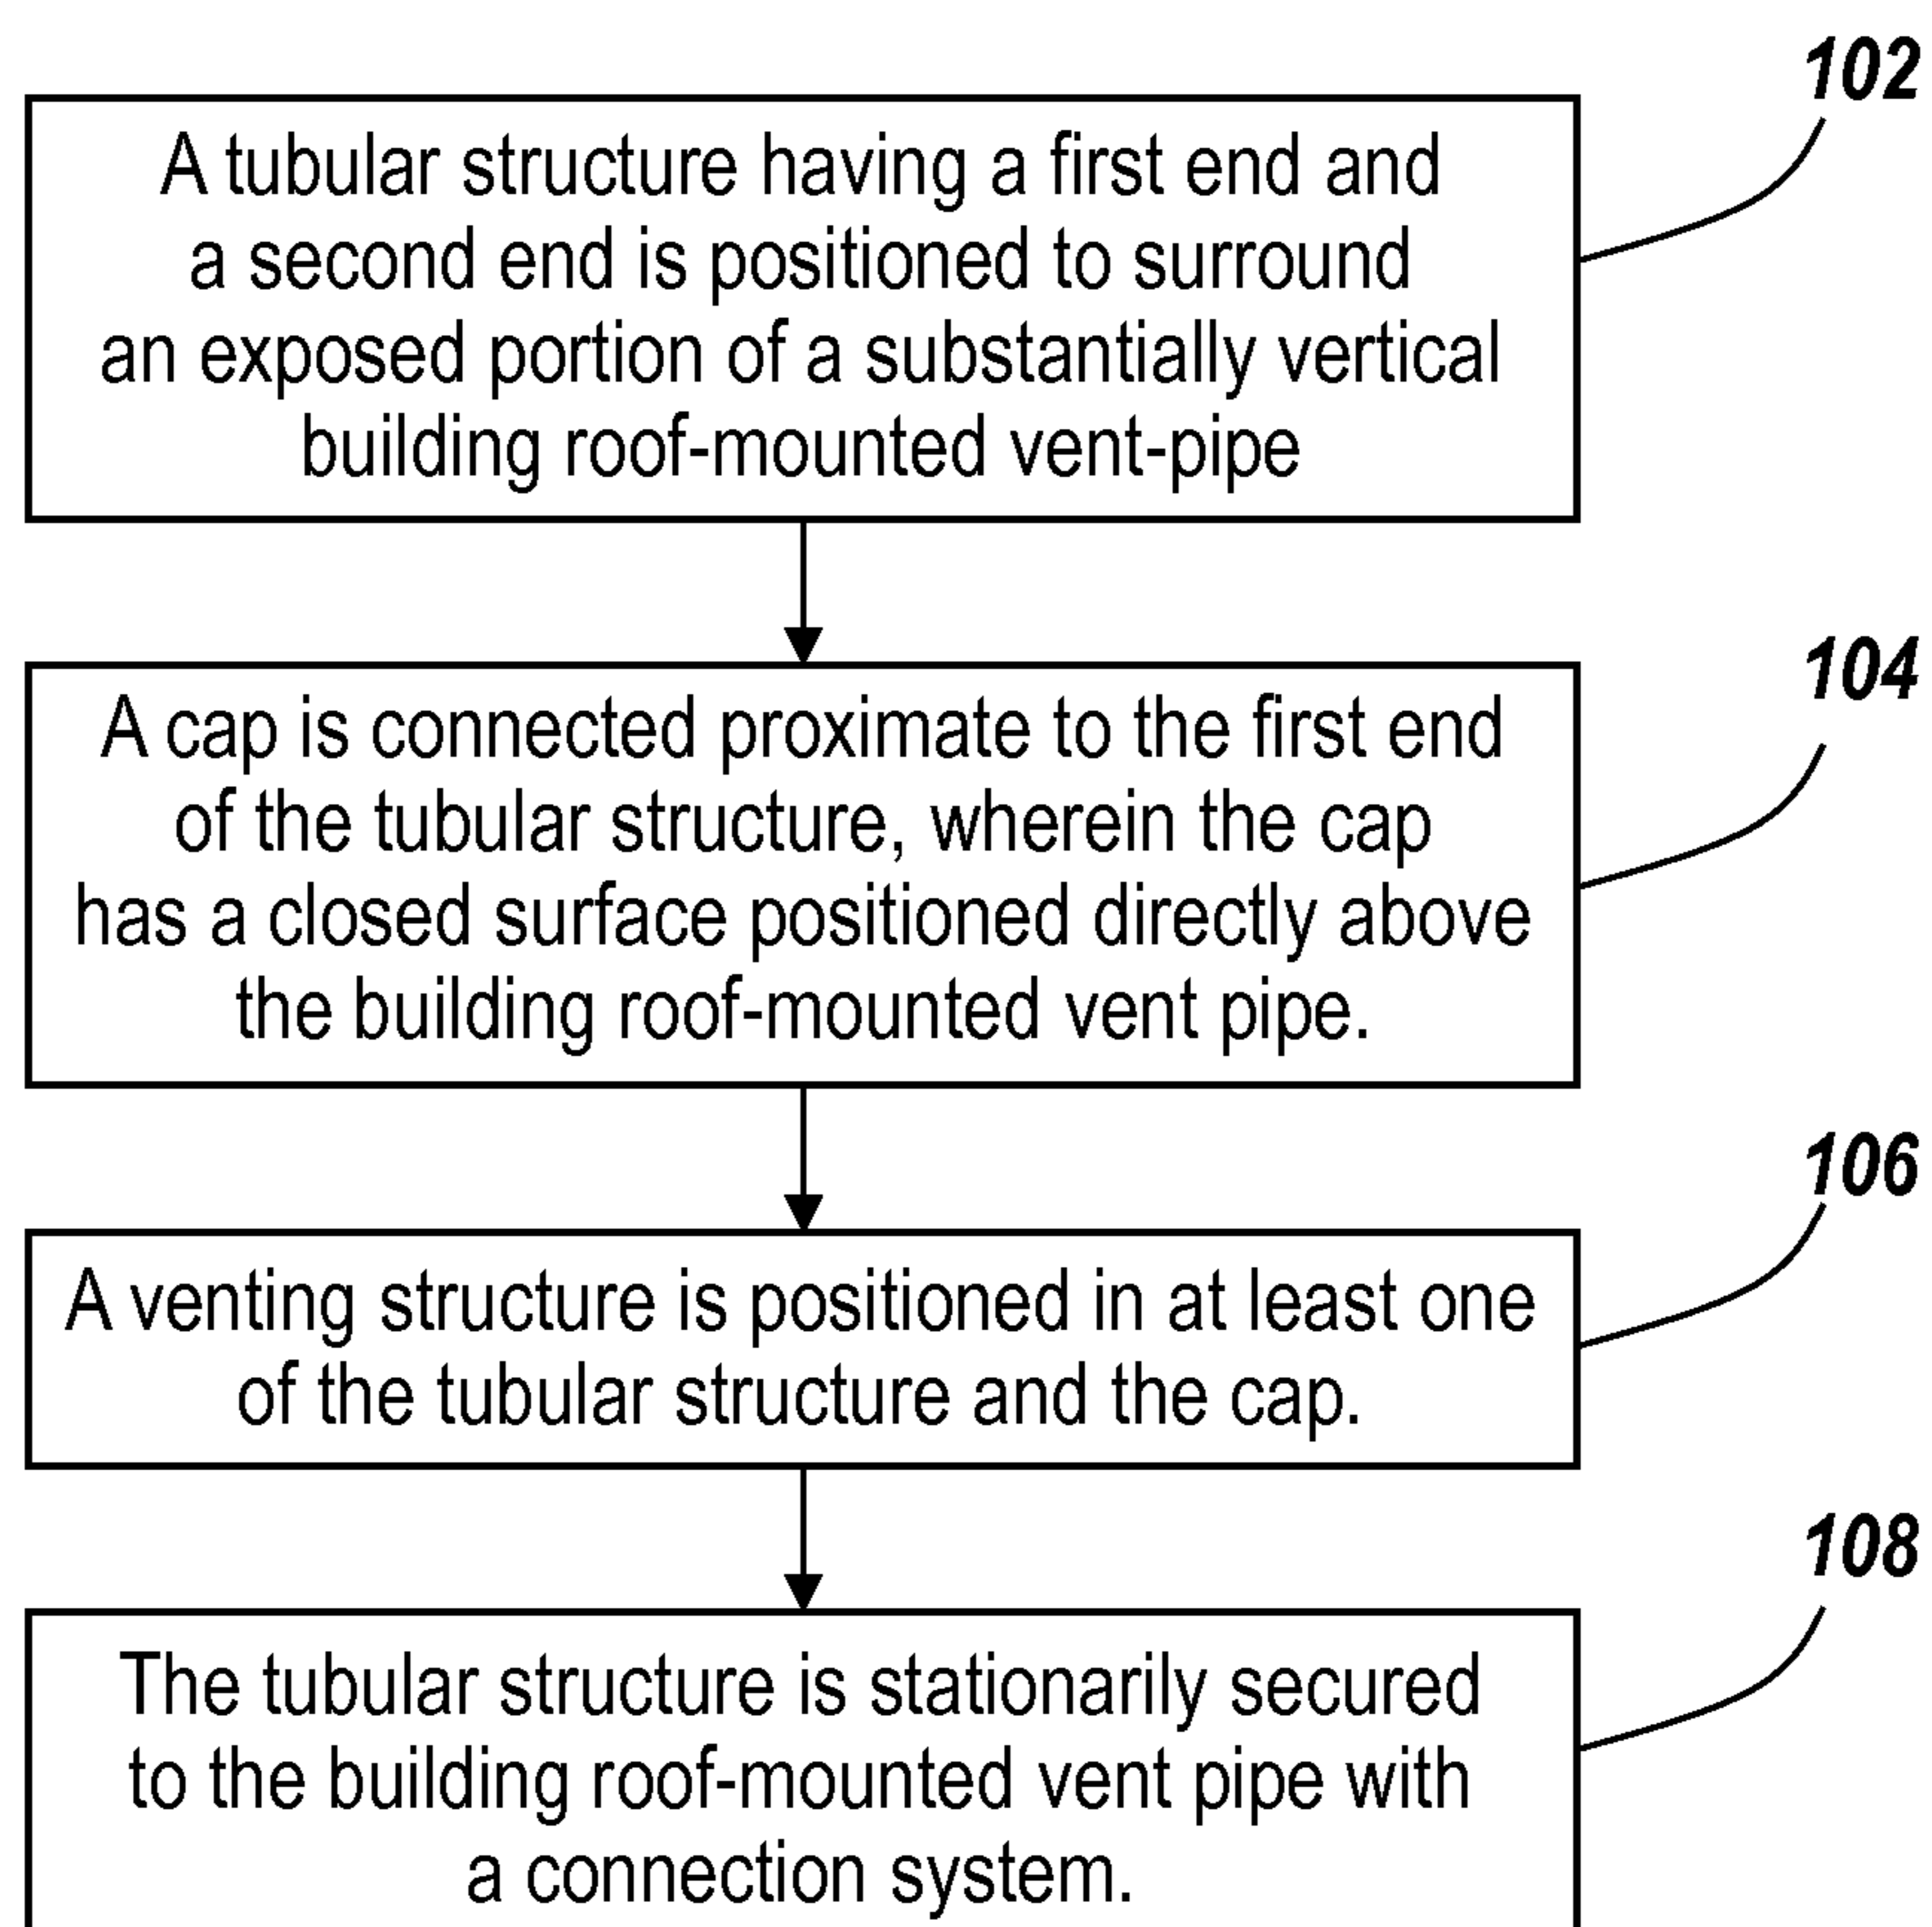 102
A tubular structure having a first end and
a second end is positioned to surround
an exposed portion of a substantially vertical
building roof-mounted vent-pipe
104
A cap is connected proximate to the first end
of the tubular structure, wherein the cap
has a closed surface positioned directly above
the building roof-mounted vent pipe.
106
A venting structure is positioned in at least one
of the tubular structure and the cap.
108
The tubular structure is stationarily secured
to the building roof-mounted vent pipe with
a connection system.